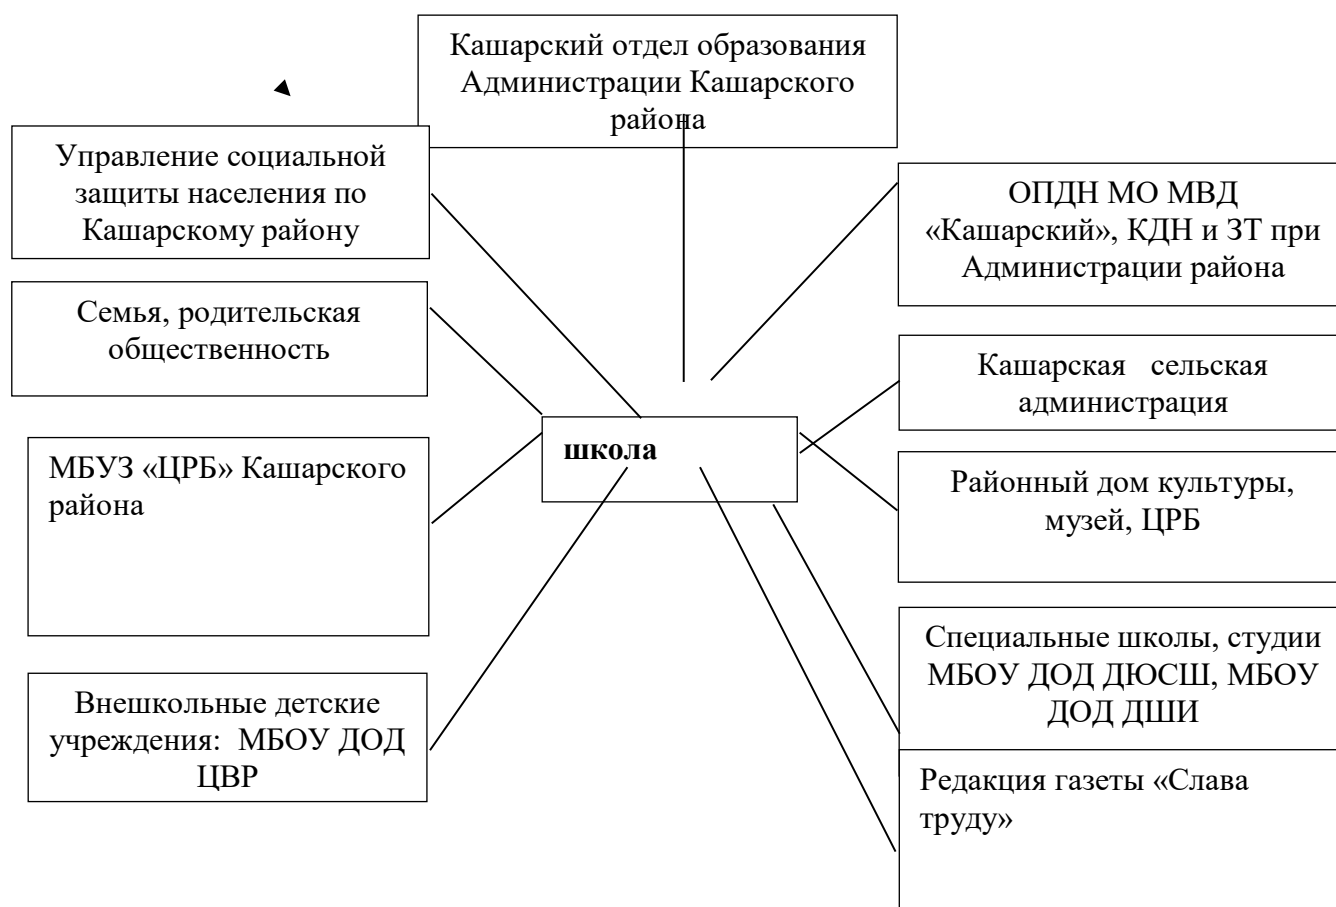 Кашарский отдел образования
Администрации Кашарского
района
Управление социальной
защиты населения по
Кашарскому району
ОПДН МО МВД
«Кашарский», КДН и ЗТ при
Администрации района
Семья, родительская
общественность
Кашарская сельская
администрация
школа
МБУЗ «ЦРБ» Кашарского
района
Районный дом культуры,
музей, ЦРБ
Специальные школы, студии
МБОУ ДОД ДЮСШ, МБОУ
ДОД ДШИ
Внешкольные детские
учреждения: МБОУ ДОД
ЦВР
Редакция газеты «Слава
труду»